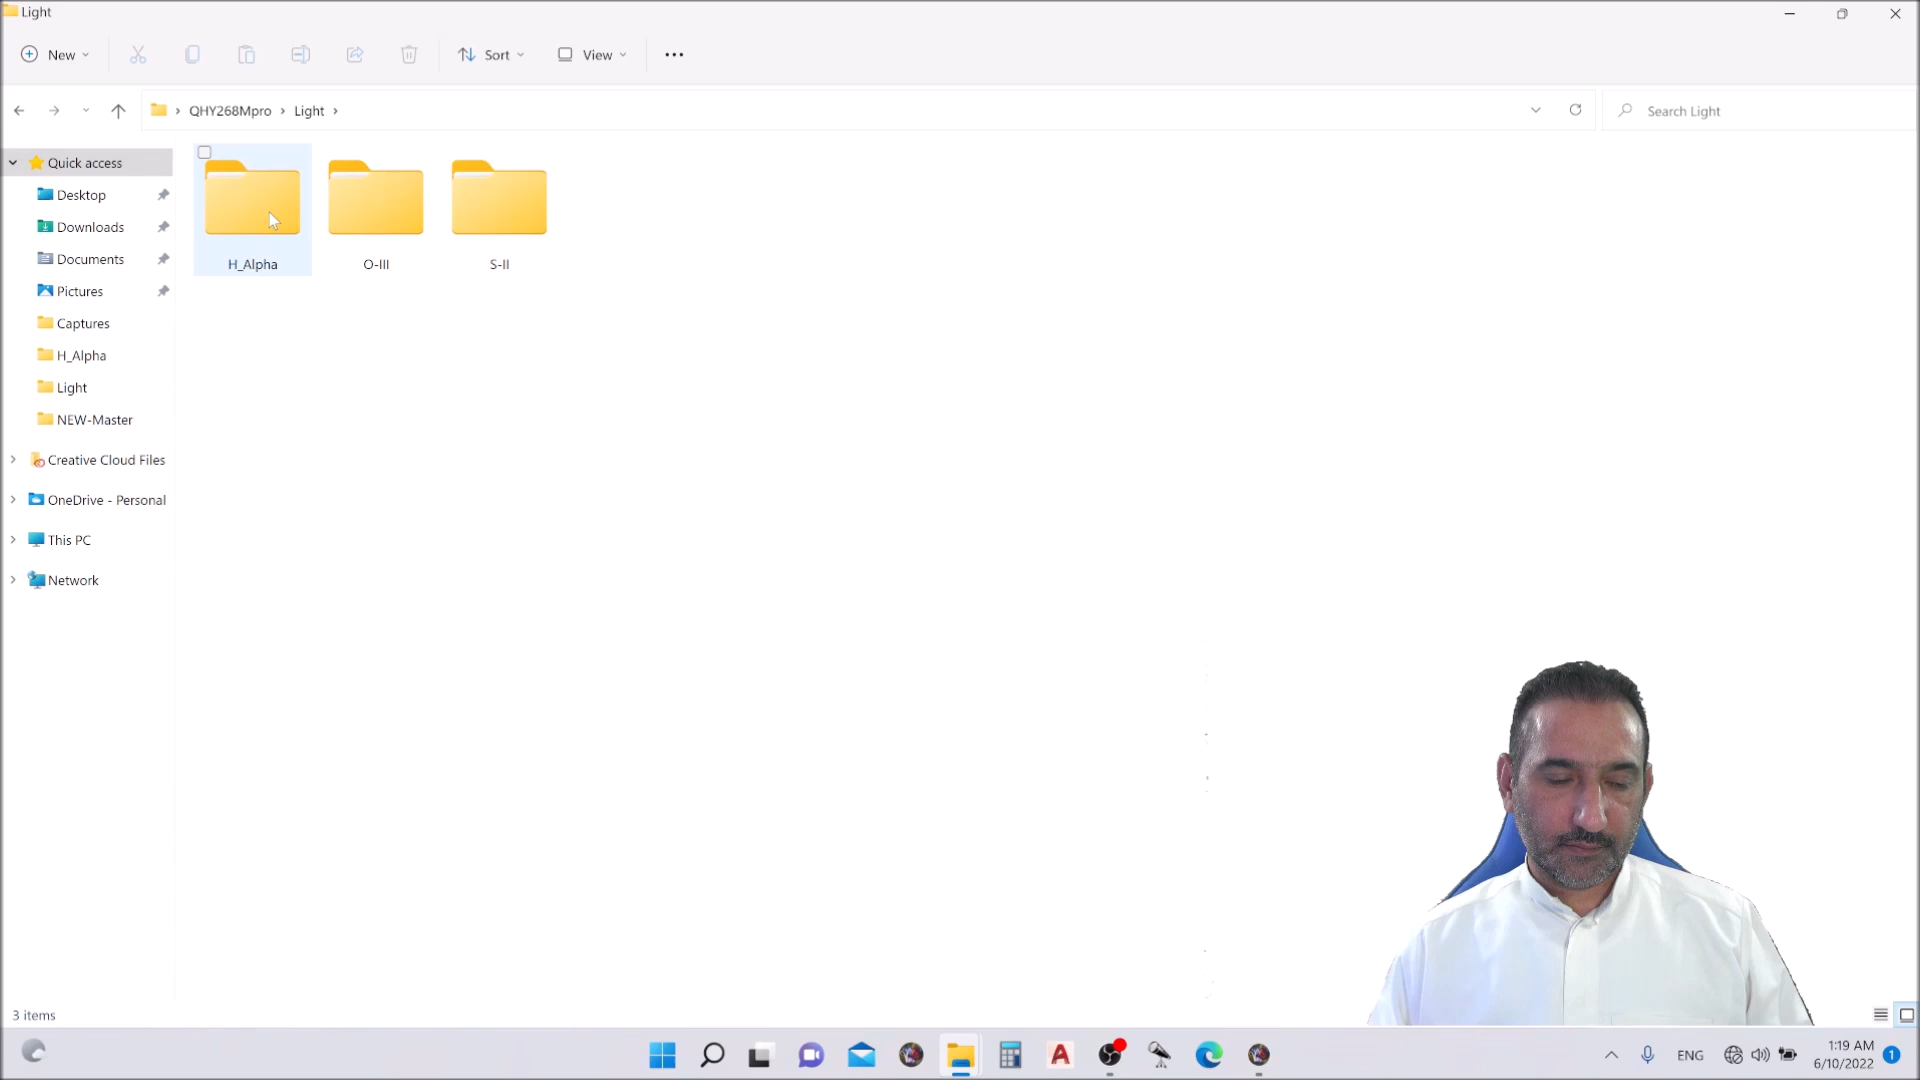 Light
New
Sort
View
QHY268Mpro
Light
Search Light
Quick access
Desktop
Downloads
Documents
Pictures
Captures
H_Alpha
Light
NEW-Master
Creative Cloud Files
OneDrive - Personal
This PC
Network
H_Alpha
O-III
S-II
3 items
ENG
1:19 AM
6/10/2022
1